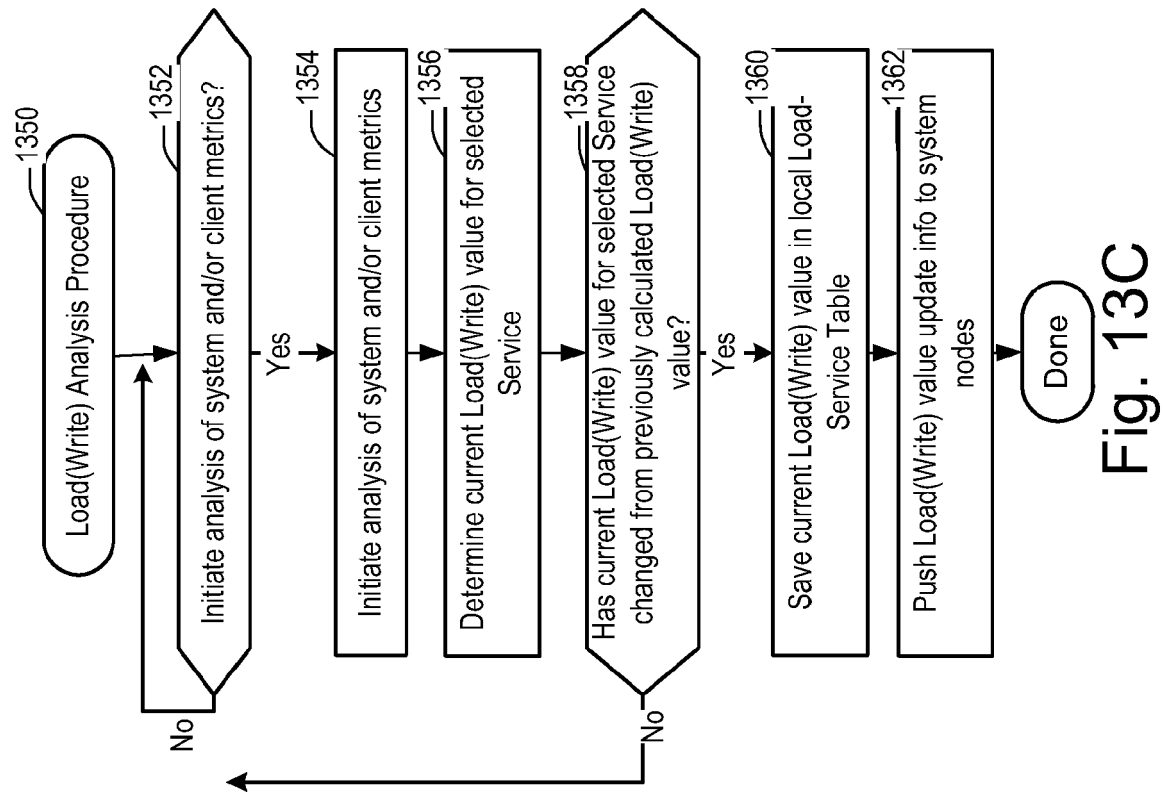 1350
Load(Write) Analysis Procedure
1352
Initiate analysis of system and/or client metrics?
No
Yes
1354
Initiate analysis of system and/or client metrics
1356
Determine current Load(Write) value for selected
Service
1358
Has current Load(Write) value for selected Service
changed from previously calculated Load(Write)
value?
No
Yes
1360
Save current Load(Write) value in local Load-
Service Table
1362
Push Load(Write) value update info to system
nodes
Done
Fig. 13C